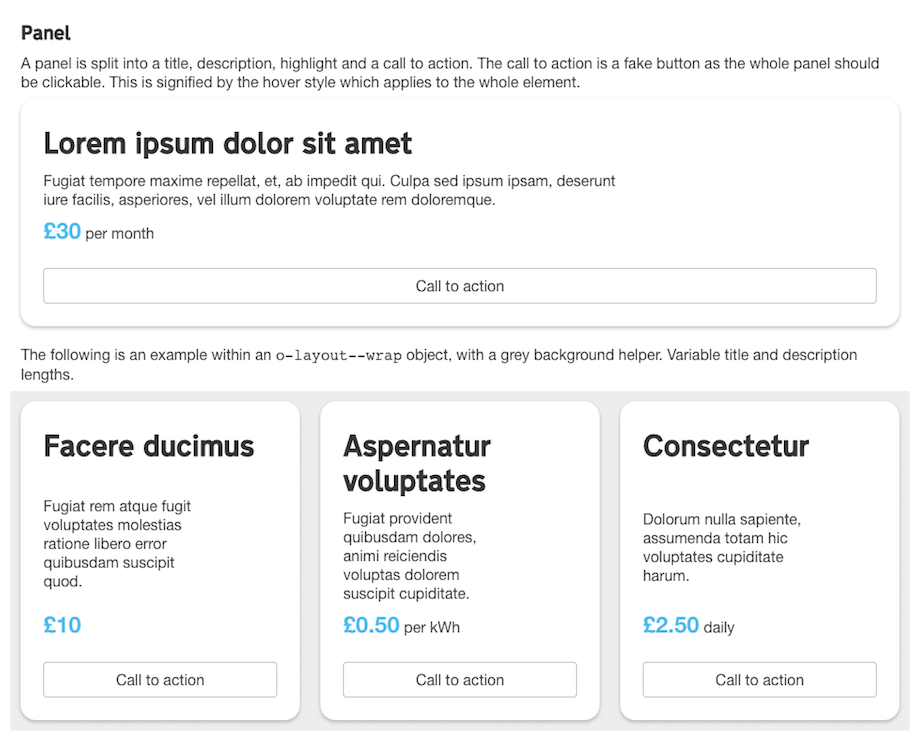 Panel
A panel is split into a title, description, highlight and a call to action. The call to action is a fake button as the whole panel should
be clickable. This is signified by the hover style which applies to the whole element.
Lorem ipsum dolor sit amet
Fugiat tempore maxime repellat, et, ab impedit qui. Culpa sed ipsum ipsam, deserunt
iure facilis, asperiores, vel illum dolorem voluptate rem doloremque.
£30 per month
Call to action
The following is an example within an o-layout--wrap object, with a grey background helper. Variable title and description
lengths.
Facere ducimus
Fugiat rem atque fugit
voluptates molestias
ratione libero error
quibusdam suscipit
quod.
£10
Call to action
Aspernatur
voluptates
Fugiat provident
quibusdam dolores,
animi reiciendis
voluptas dolorem
suscipit cupiditate.
£0.50 per kWh
Call to action
Consectetur
Dolorum nulla sapiente,
assumenda totam hic
voluptates cupiditate
harum.
£2.50 daily
Call to action